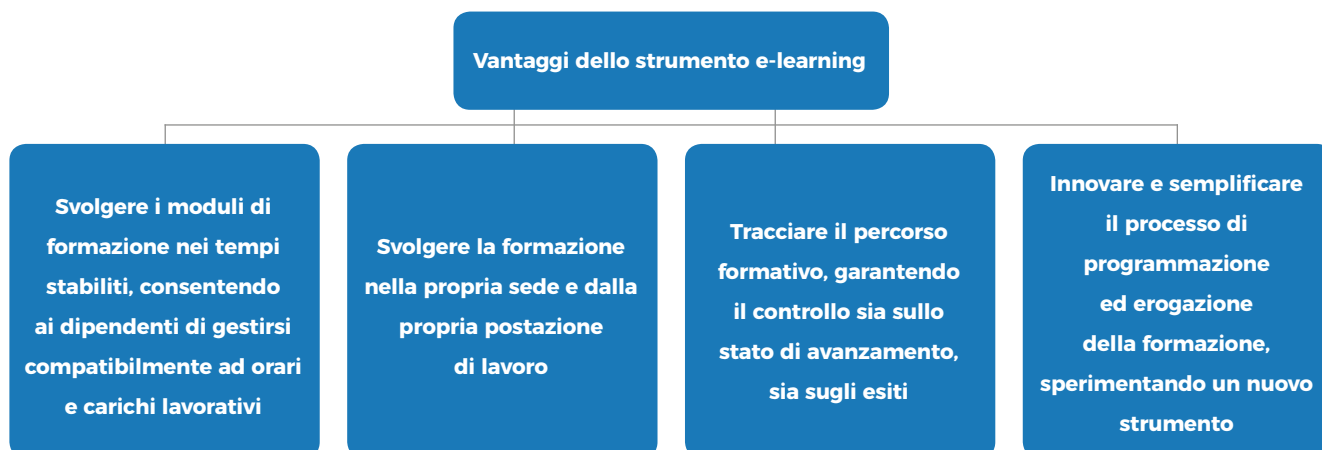 Vantaggi dello strumento e-learning
Svolgere i moduli di
formazione nei tempi
stabiliti, consentendo
ai dipendenti di gestirsi
compatibilmente ad orari
e carichi lavorativi
Svolgere la formazione
nella propria sede e dalla
propria postazione
di lavoro
Tracciare il percorso
formativo, garantendo
il controllo sia sullo
stato di avanzamento,
sia sugli esiti
Innovare e semplificare
il processo di
programmazione
ed erogazione
della formazione,
sperimentando un nuovo
strumento